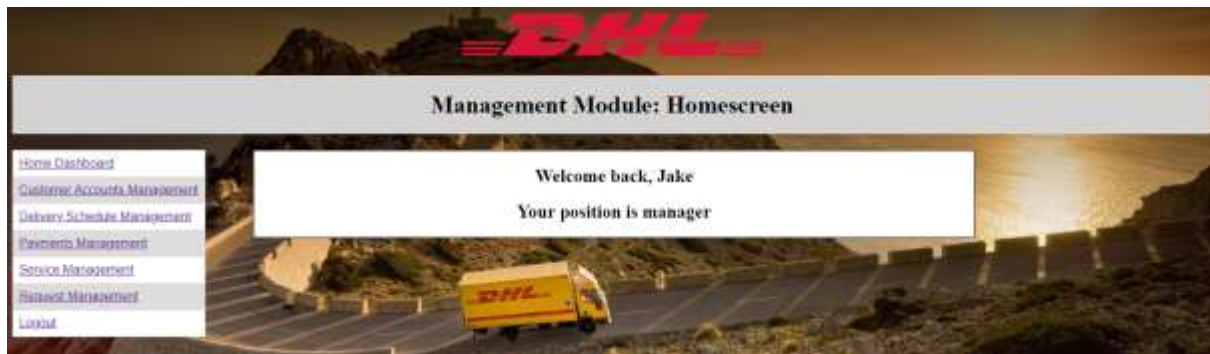 DHL
Management Module: Homescreen
Home Dashboard
Customer Accounts Management
Delivery Schedule Management
Payments Management
Service Management
Request Management
Logout
Welcome back, Jake
Your position is manager
DHL